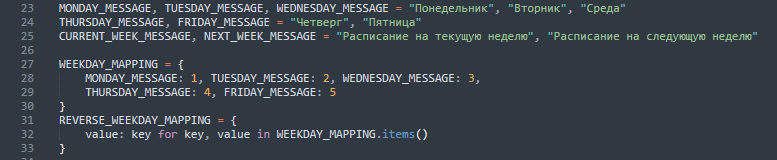 23 MONDAY_MESSAGE, TUESDAY_MESSAGE, WEDNESDAY_MESSAGE = "Понедельник", "Вторник", "Среда"
24 THURSDAY_MESSAGE, FRIDAY_MESSAGE = "Четверг", "Пятница"
25 CURRENT_WEEK_MESSAGE, NEXT_WEEK_MESSAGE = "Расписание на текущую неделю", "Расписание на следующую неделю"
26
27 WEEKDAY_MAPPING = {
28     MONDAY_MESSAGE: 1, TUESDAY_MESSAGE: 2, WEDNESDAY_MESSAGE: 3,
29     THURSDAY_MESSAGE: 4, FRIDAY_MESSAGE: 5
30 }
31 REVERSE_WEEKDAY_MAPPING = {
32     value: key for key, value in WEEKDAY_MAPPING.items()
33 }